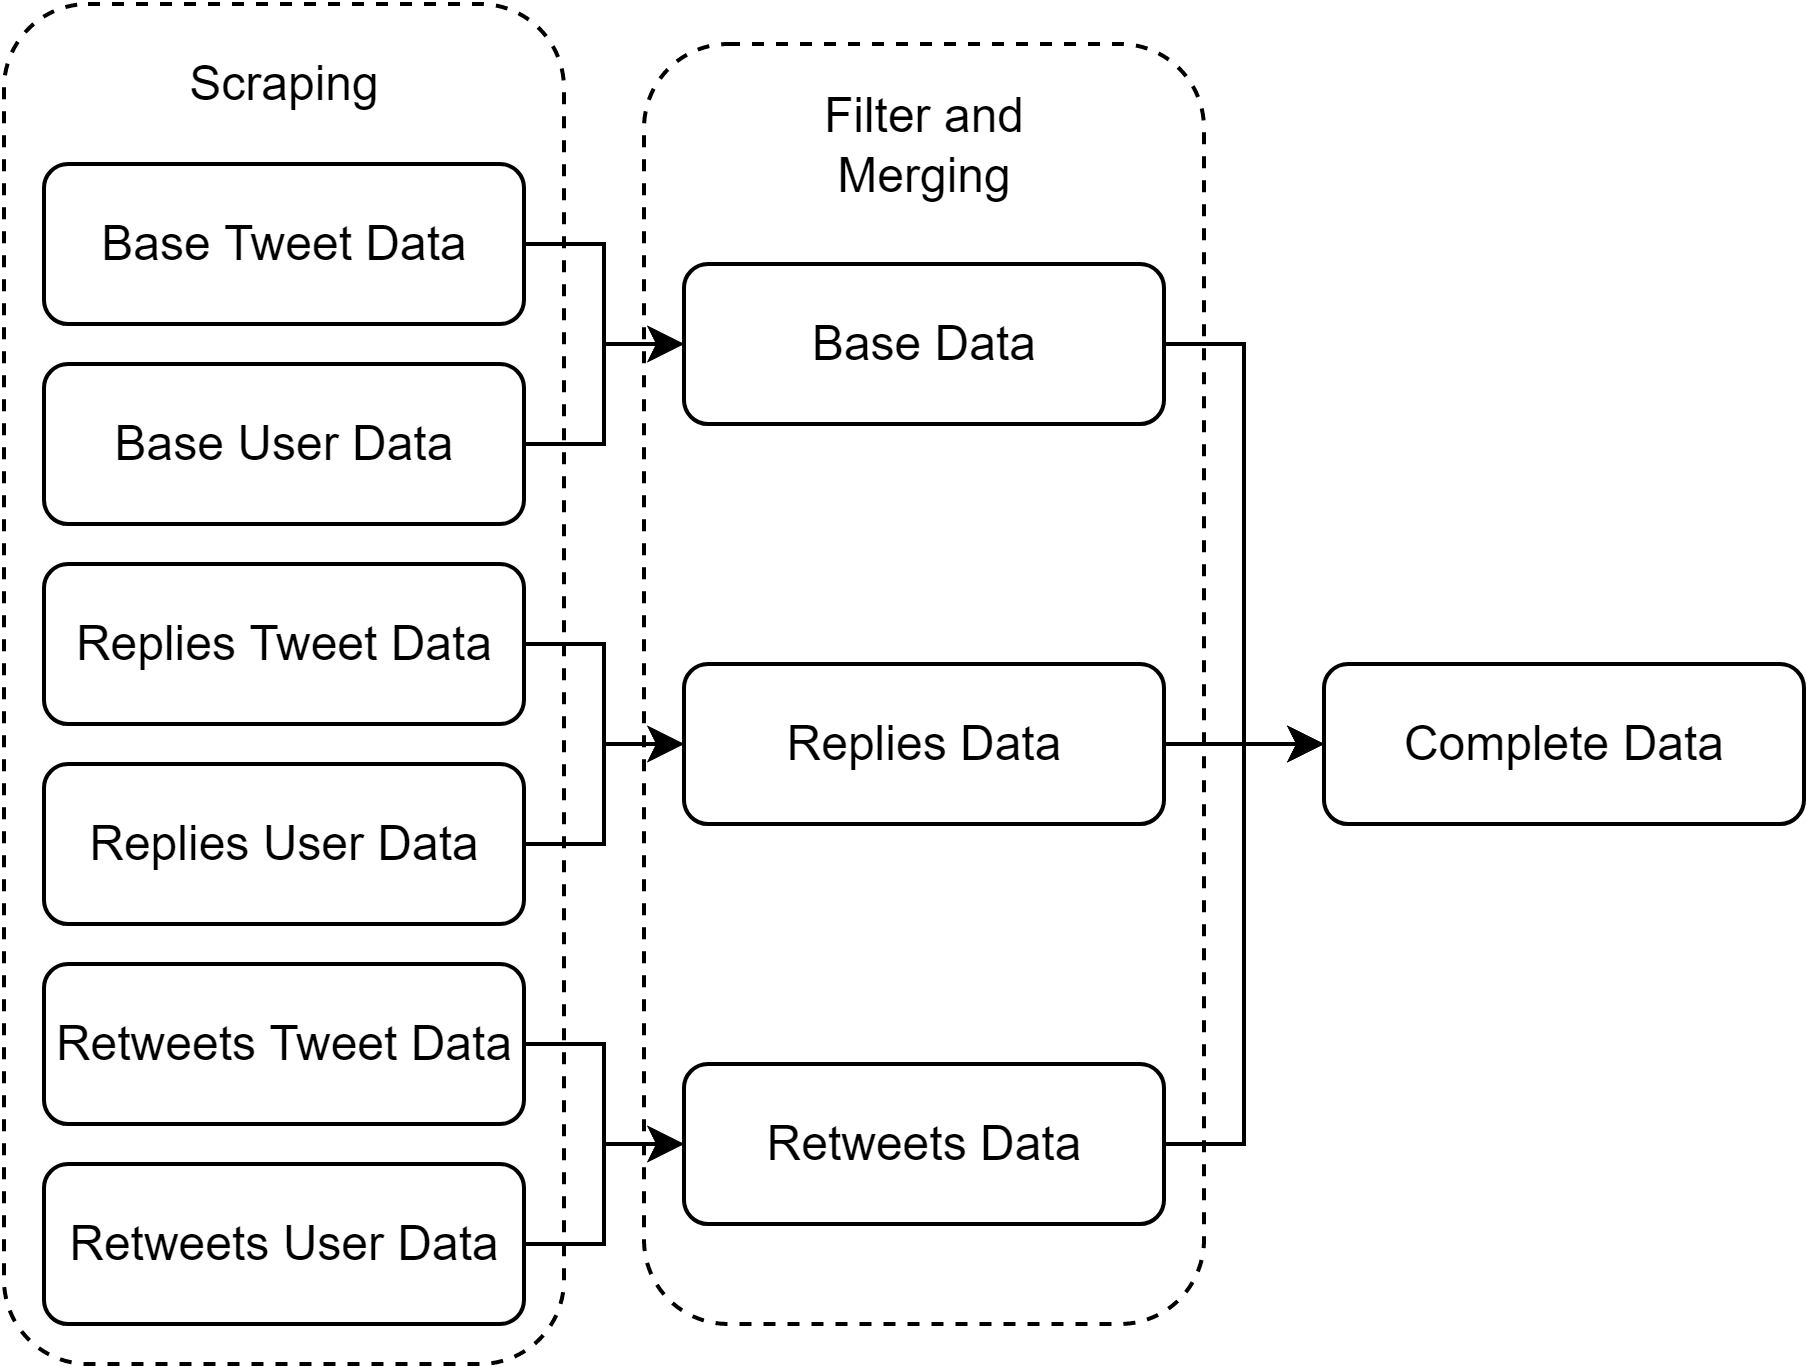 Scraping
Base Tweet Data
Base User Data
Replies Tweet Data
Replies User Data
Retweets Tweet Data
Retweets User Data
Filter and
Merging
Base Data
Replies Data
Retweets Data
Complete Data